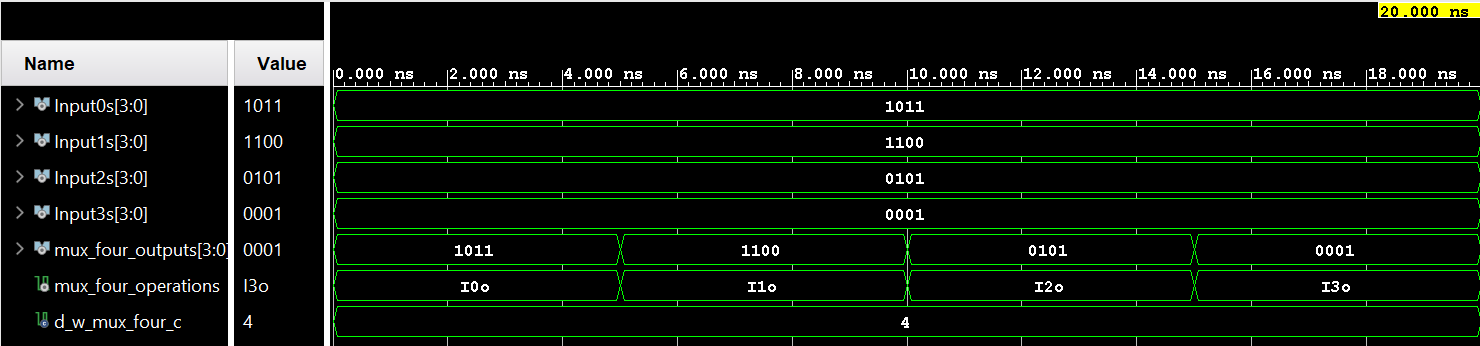 20.000 ns
Name Value
0.000 ns 2.000 ns 4.000 ns 6.000 ns 8.000 ns 10.000 ns 12.000 ns 14.000 ns 16.000 ns 18.000 ns
Input0s[3:0] 1011 1011
Input1s[3:0] 1100 1100
Input2s[3:0] 0101 0101
Input3s[3:0] 0001 0001
mux_four_outputs[3:0] 0001 1011 1100 0101 0001
mux_four_operations I3o I0o I1o I2o I3o
d_w_mux_four_c 4 4